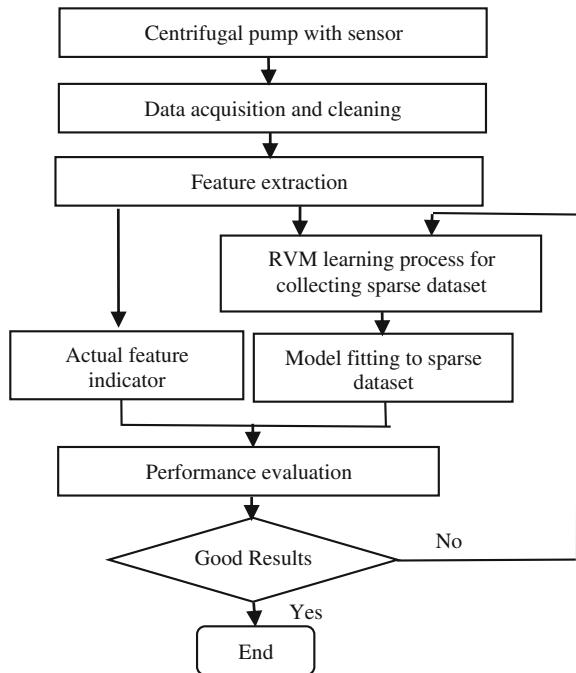 Centrifugal pump with sensor
Data acquisition and cleaning
Feature extraction
RVM learning process for
collecting sparse dataset
Actual feature
indicator
Model fitting to sparse
dataset
Performance evaluation
Good Results
No
Yes
End